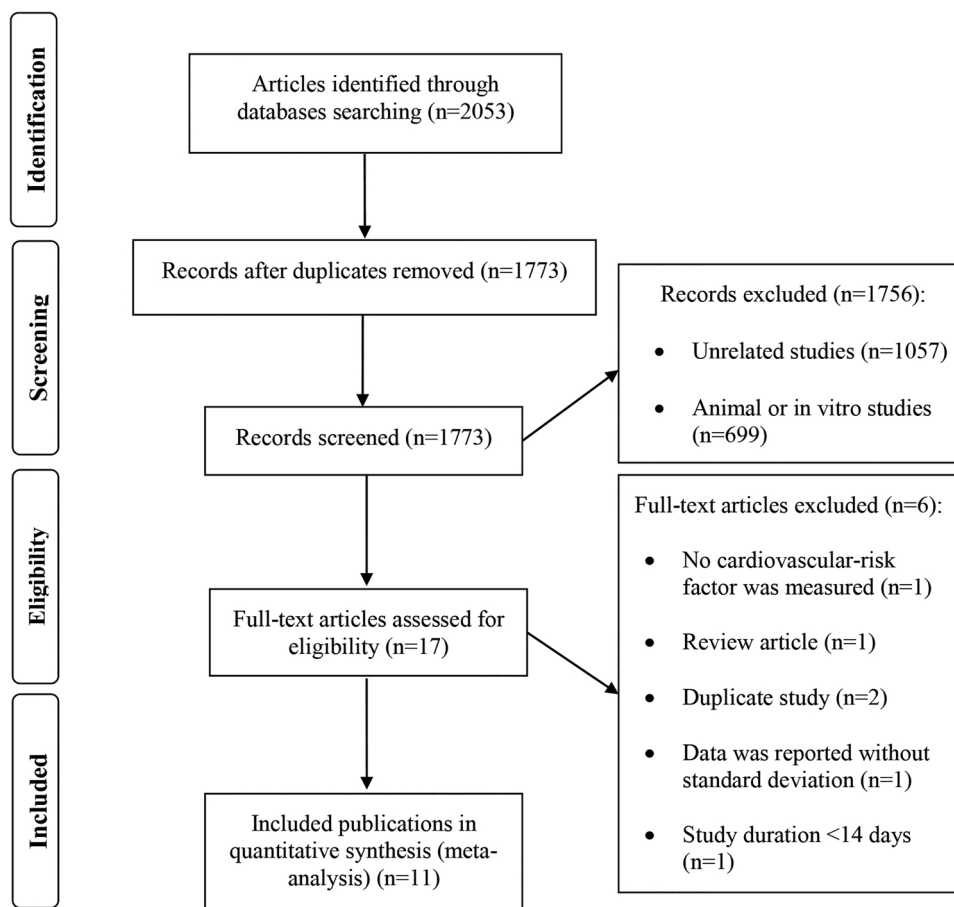 Identification
Articles identified through
databases searching (n=2053)
Screening
Records after duplicates removed (n=1773)
Records screened (n=1773)
Records excluded (n=1756):
• Unrelated studies (n=1057)
• Animal or in vitro studies
(n=699)
Eligibility
Full-text articles assessed for
eligibility (n=17)
Full-text articles excluded (n=6):
• No cardiovascular-risk
factor was measured (n=1)
• Review article (n=1)
• Duplicate study (n=2)
• Data was reported without
standard deviation (n=1)
• Study duration <14 days
(n=1)
Included
Included publications in
quantitative synthesis (meta-
analysis) (n=11)